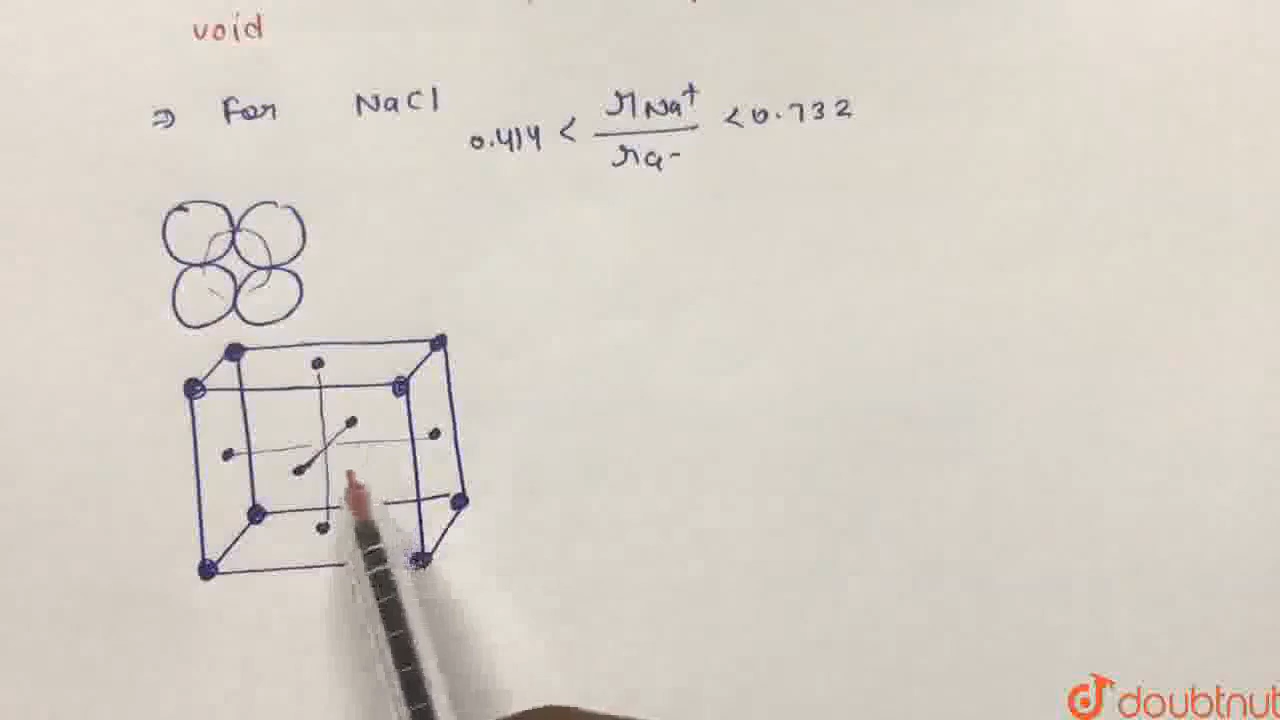 void
⇒ For NaCl 0.414 < rNa⁺ / rCl⁻ < 0.732
doubtnut